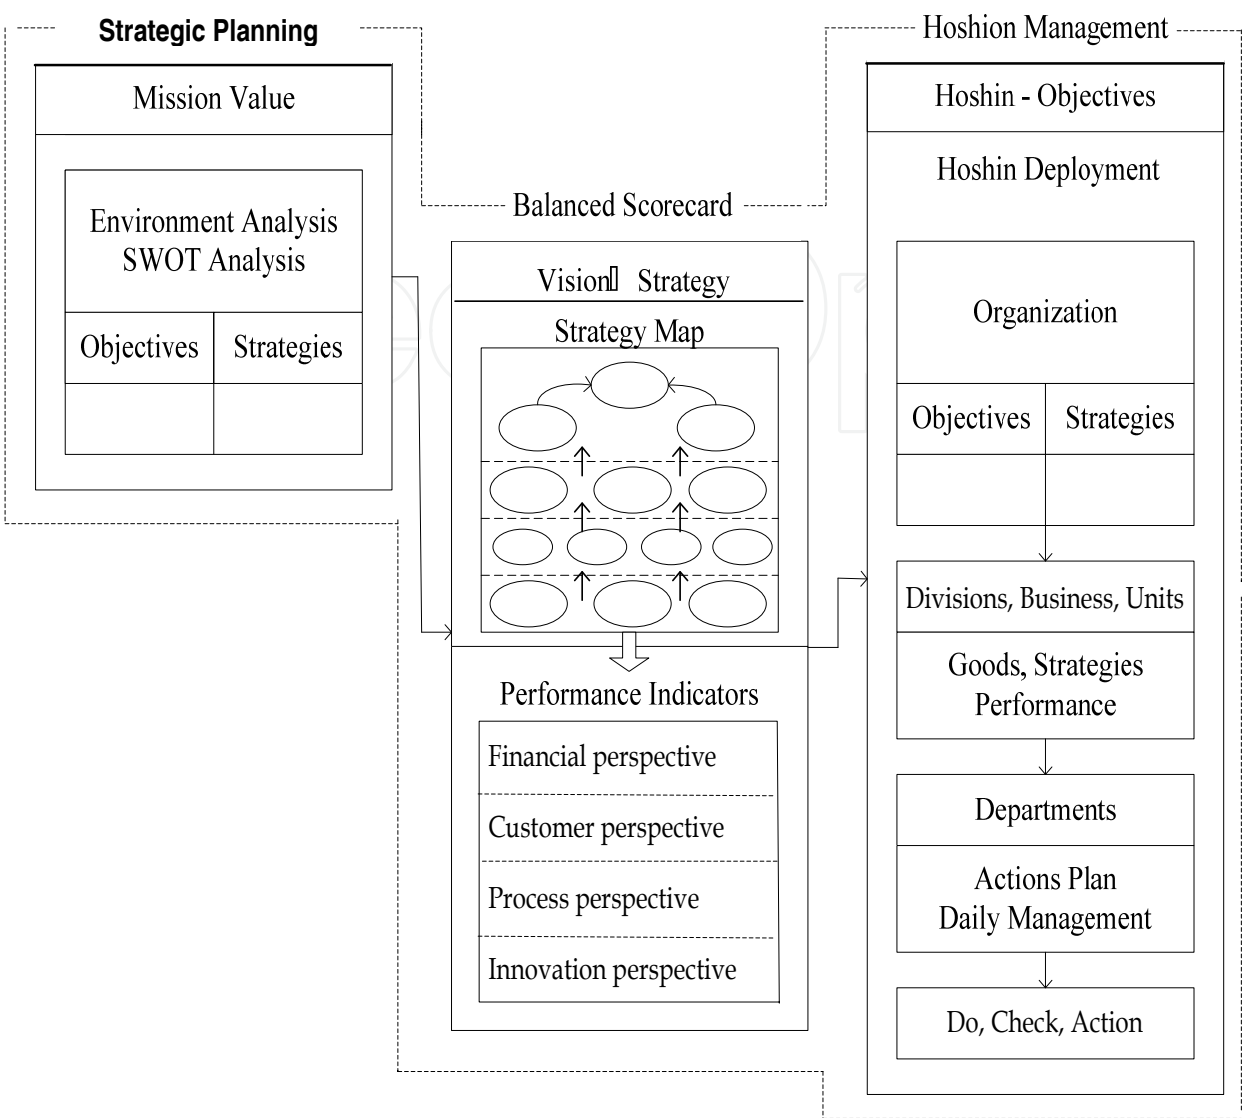 Strategic Planning
Mission Value
Environment Analysis
SWOT Analysis
Objectives
Strategies
Balanced Scorecard
Vision Strategy
Strategy Map
Performance Indicators
Financial perspective
Customer perspective
Process perspective
Innovation perspective
Hoshion Management
Hoshin - Objectives
Hoshin Deployment
Organization
Objectives
Strategies
Divisions, Business, Units
Goods, Strategies
Performance
Departments
Actions Plan
Daily Management
Do, Check, Action